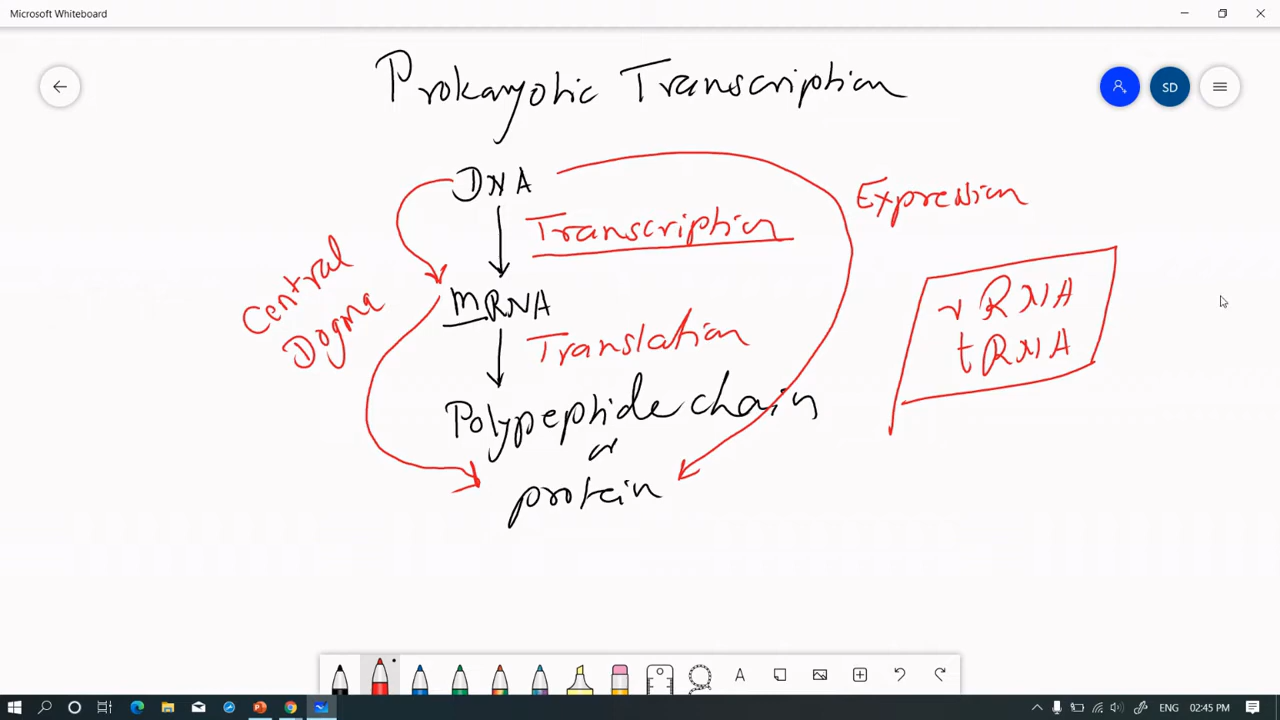 Microsoft Whiteboard
SD
Prokaryotic Transcription
DNA
Expression
Transcription
Central
Dogma
mRNA
rRNA
tRNA
Translation
Polypeptide chain
or
protein
A
ENG
02:45 PM